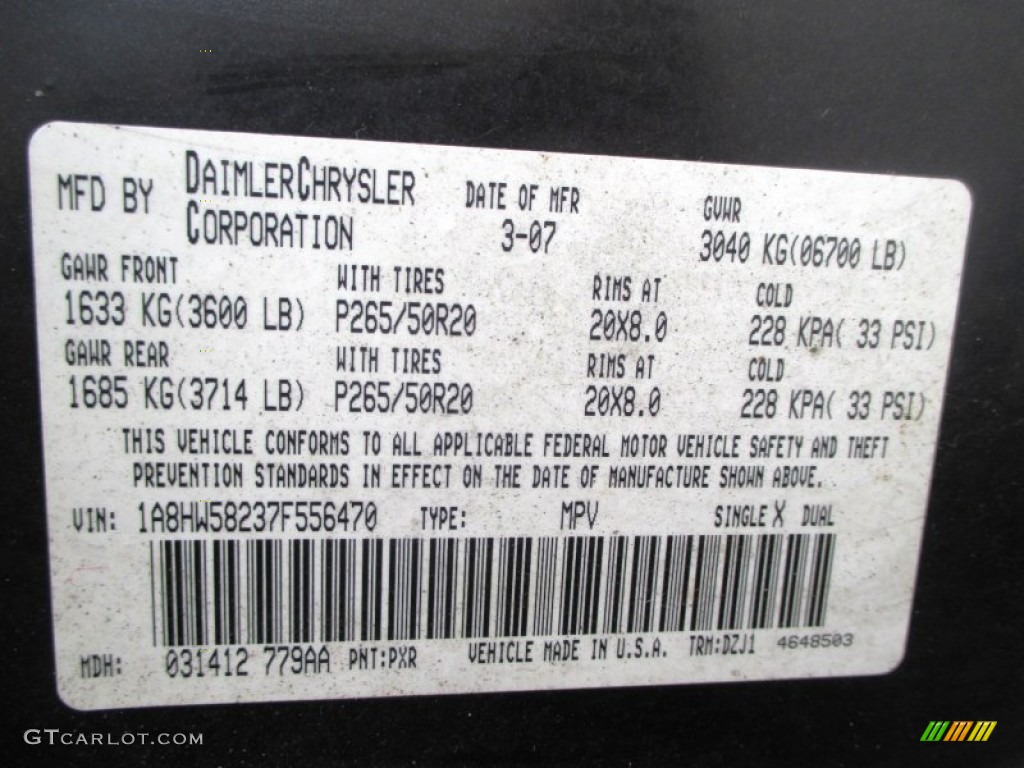 MFD BY DAIMLERCHRYSLER CORPORATION DATE OF MFR 3-07 GVWR 3040 KG(06700 LB)
GAWR FRONT WITH TIRES RIMS AT COLD
1633 KG(3600 LB) P265/50R20 20X8.0 228 KPA( 33 PSI)
GAWR REAR WITH TIRES RIMS AT COLD
1685 KG(3714 LB) P265/50R20 20X8.0 228 KPA( 33 PSI)
THIS VEHICLE CONFORMS TO ALL APPLICABLE FEDERAL MOTOR VEHICLE SAFETY AND THEFT
PREVENTION STANDARDS IN EFFECT ON THE DATE OF MANUFACTURE SHOWN ABOVE.
VIN: 1A8HW58237F556470 TYPE: MPV SINGLE X DUAL
MDH: 031412 779AA PNT:PXR VEHICLE MADE IN U.S.A. TRM:DZJ1 4648503
GTCARLOT.COM